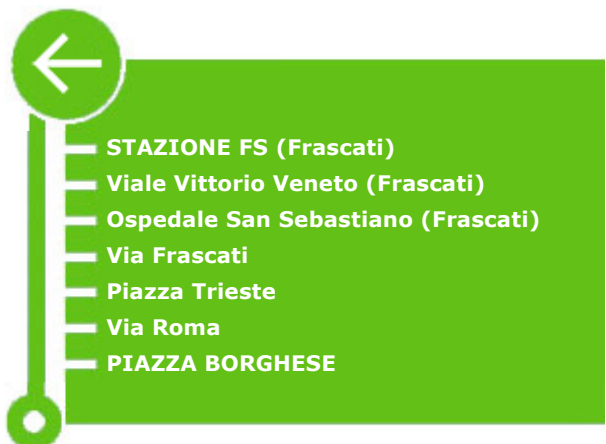 STAZIONE FS (Frascati)
Viale Vittorio Veneto (Frascati)
Ospedale San Sebastiano (Frascati)
Via Frascati
Piazza Trieste
Via Roma
PIAZZA BORGHESE